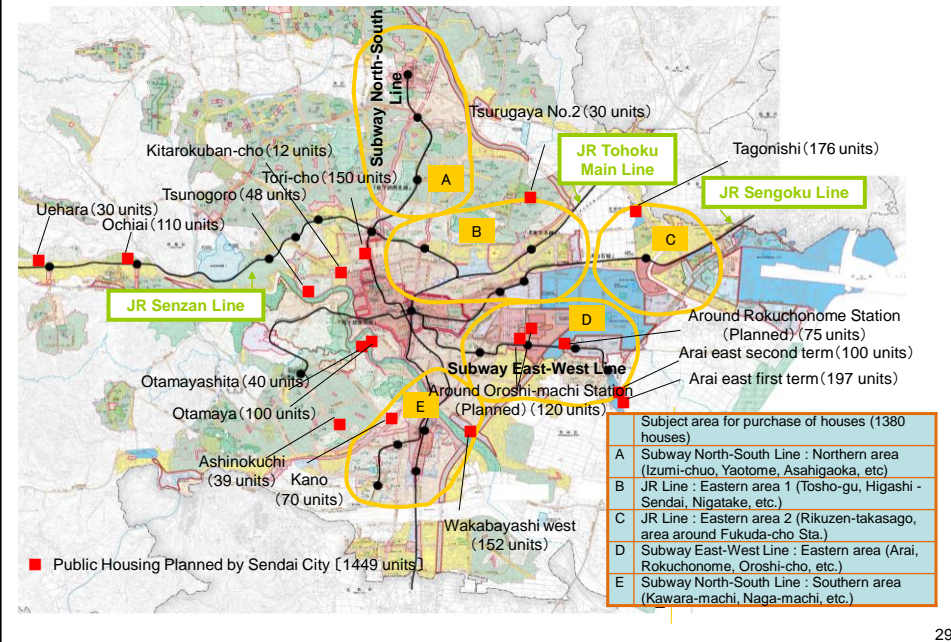 Subway North-South
Line
Tsurugaya No.2 (30 units)
Kitarokuban-cho (12 units)
JR Tohoku
Main Line
Tagonishi (176 units)
Tori-cho (150 units)
A
JR Sengoku Line
Tsunogoro (48 units)
Uehara (30 units)
Ochiai (110 units)
B
C
JR Senzan Line
D
Around Rokuchonome Station
(Planned) (75 units)
Arai east second term (100 units)
Subway East-West Line
Arai east first term (197 units)
Otamayashita (40 units)
Around Oroshi-machi Station
(Planned) (120 units)
Otamaya (100 units)
E
Ashinokuchi
(39 units)
Kano
(70 units)
Wakabayashi west
(152 units)
Public Housing Planned by Sendai City [1449 units]
Subject area for purchase of houses (1380
houses)
A Subway North-South Line : Northern area
(Izumi-chuo, Yaotome, Asahigaoka, etc)
B JR Line : Eastern area 1 (Tosho-gu, Higashi -
Sendai, Nigatake, etc.)
C JR Line : Eastern area 2 (Rikuzen-takasago,
area around Fukuda-cho Sta.)
D Subway East-West Line : Eastern area (Arai,
Rokuchonome, Oroshi-cho, etc.)
E Subway North-South Line : Southern area
(Kawara-machi, Naga-machi, etc.)
29